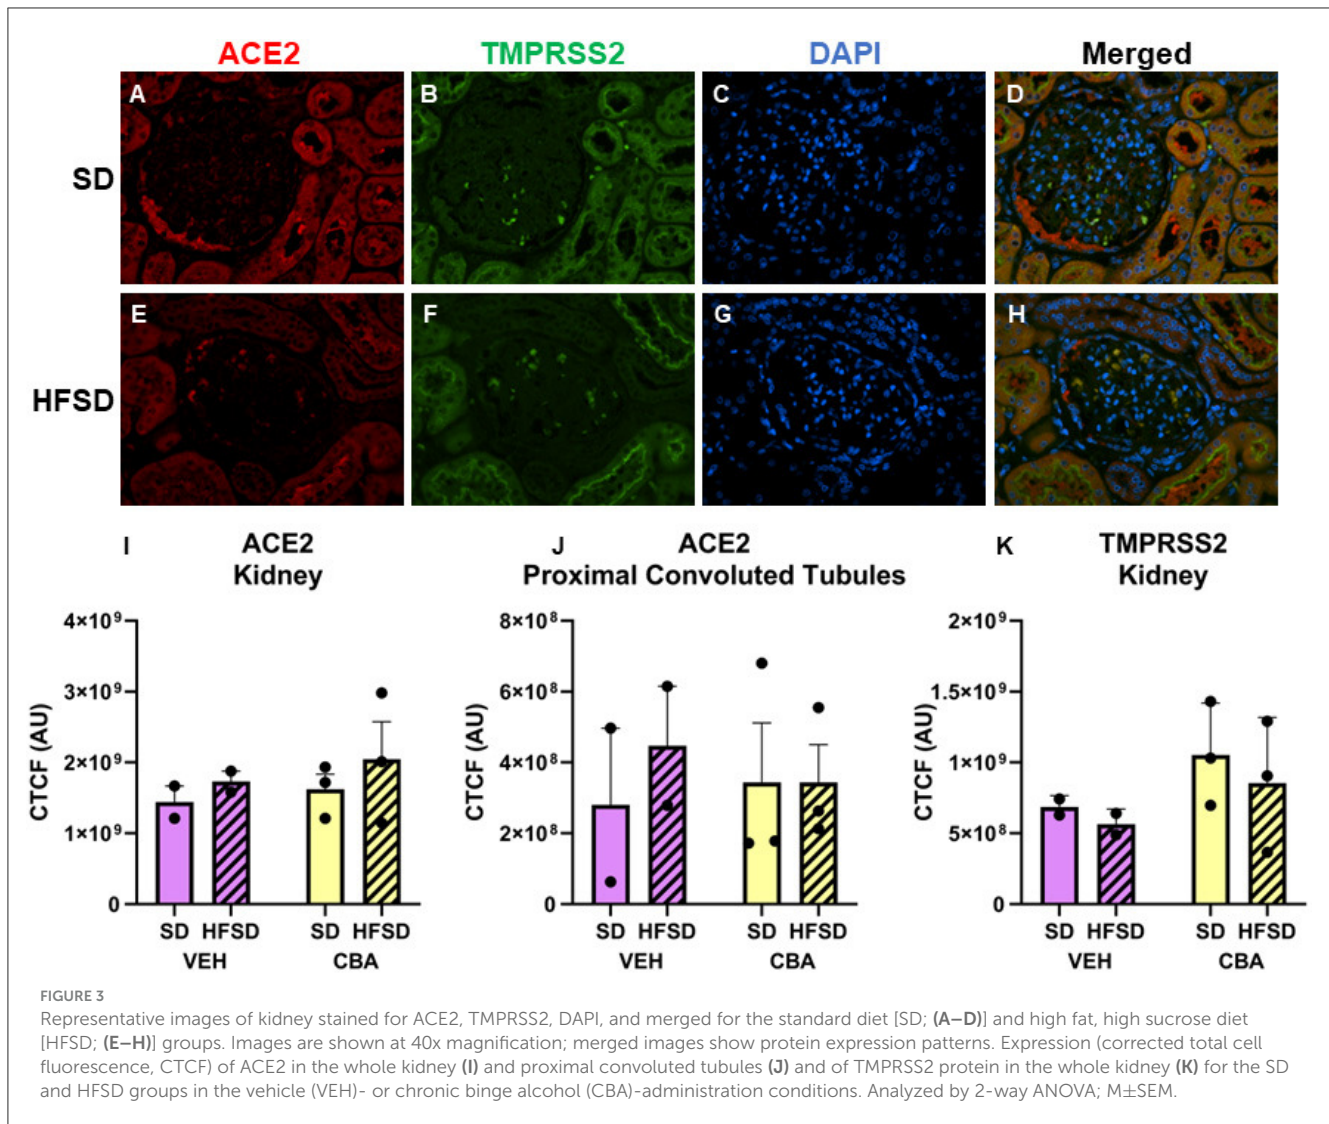 ACE2 TMPRSS2 DAPI Merged
SD
A B C D
HFSD
E F G H
I ACE2
Kidney
CTCF (AU)
4×10⁹
3×10⁹
2×10⁹
1×10⁹
0
SD HFSD SD HFSD
VEH CBA
J ACE2
Proximal Convoluted Tubules
CTCF (AU)
8×10⁸
6×10⁸
4×10⁸
2×10⁸
0
SD HFSD SD HFSD
VEH CBA
K TMPRSS2
Kidney
CTCF (AU)
2×10⁹
1.5×10⁹
1×10⁹
5×10⁸
0
SD HFSD SD HFSD
VEH CBA
FIGURE 3
Representative images of kidney stained for ACE2, TMPRSS2, DAPI, and merged for the standard diet [SD; (A–D)] and high fat, high sucrose diet
[HFSD; (E–H)] groups. Images are shown at 40x magnification; merged images show protein expression patterns. Expression (corrected total cell
fluorescence, CTCF) of ACE2 in the whole kidney (I) and proximal convoluted tubules (J) and of TMPRSS2 protein in the whole kidney (K) for the SD
and HFSD groups in the vehicle (VEH)- or chronic binge alcohol (CBA)-administration conditions. Analyzed by 2-way ANOVA; M±SEM.